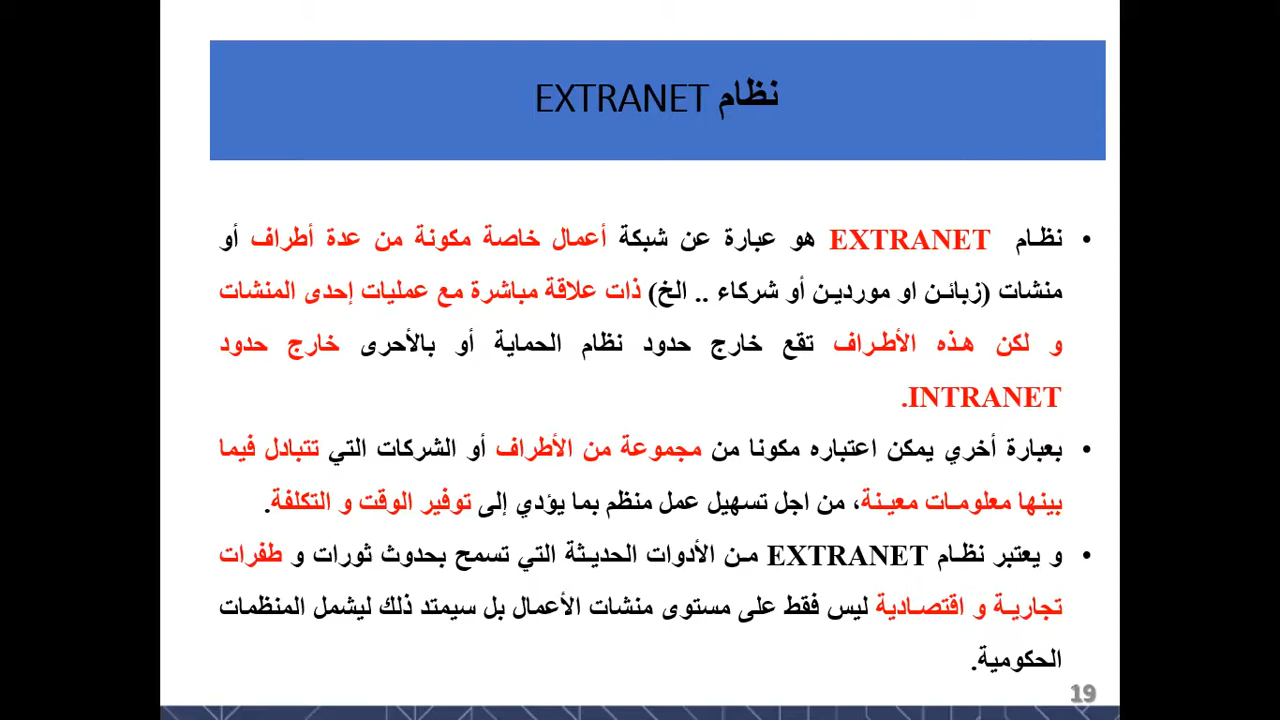 نظام EXTRANET
• نظام EXTRANET هو عبارة عن شبكة أعمال خاصة مكونة من عدة أطراف أو
منشات (زبائن او موردين أو شركاء .. الخ) ذات علاقة مباشرة مع عمليات إحدى المنشات
و لكن هذه الأطراف تقع خارج حدود نظام الحماية أو بالأحرى خارج حدود
INTRANET.
• بعبارة أخري يمكن اعتباره مكونا من مجموعة من الأطراف أو الشركات التي تتبادل فيما
بينها معلومات معينة، من اجل تسهيل عمل منظم بما يؤدي إلى توفير الوقت و التكلفة.
• و يعتبر نظام EXTRANET من الأدوات الحديثة التي تسمح بحدوث ثورات و طفرات
تجارية و اقتصادية ليس فقط على مستوى منشات الأعمال بل سيمتد ذلك ليشمل المنظمات
الحكومية.
19